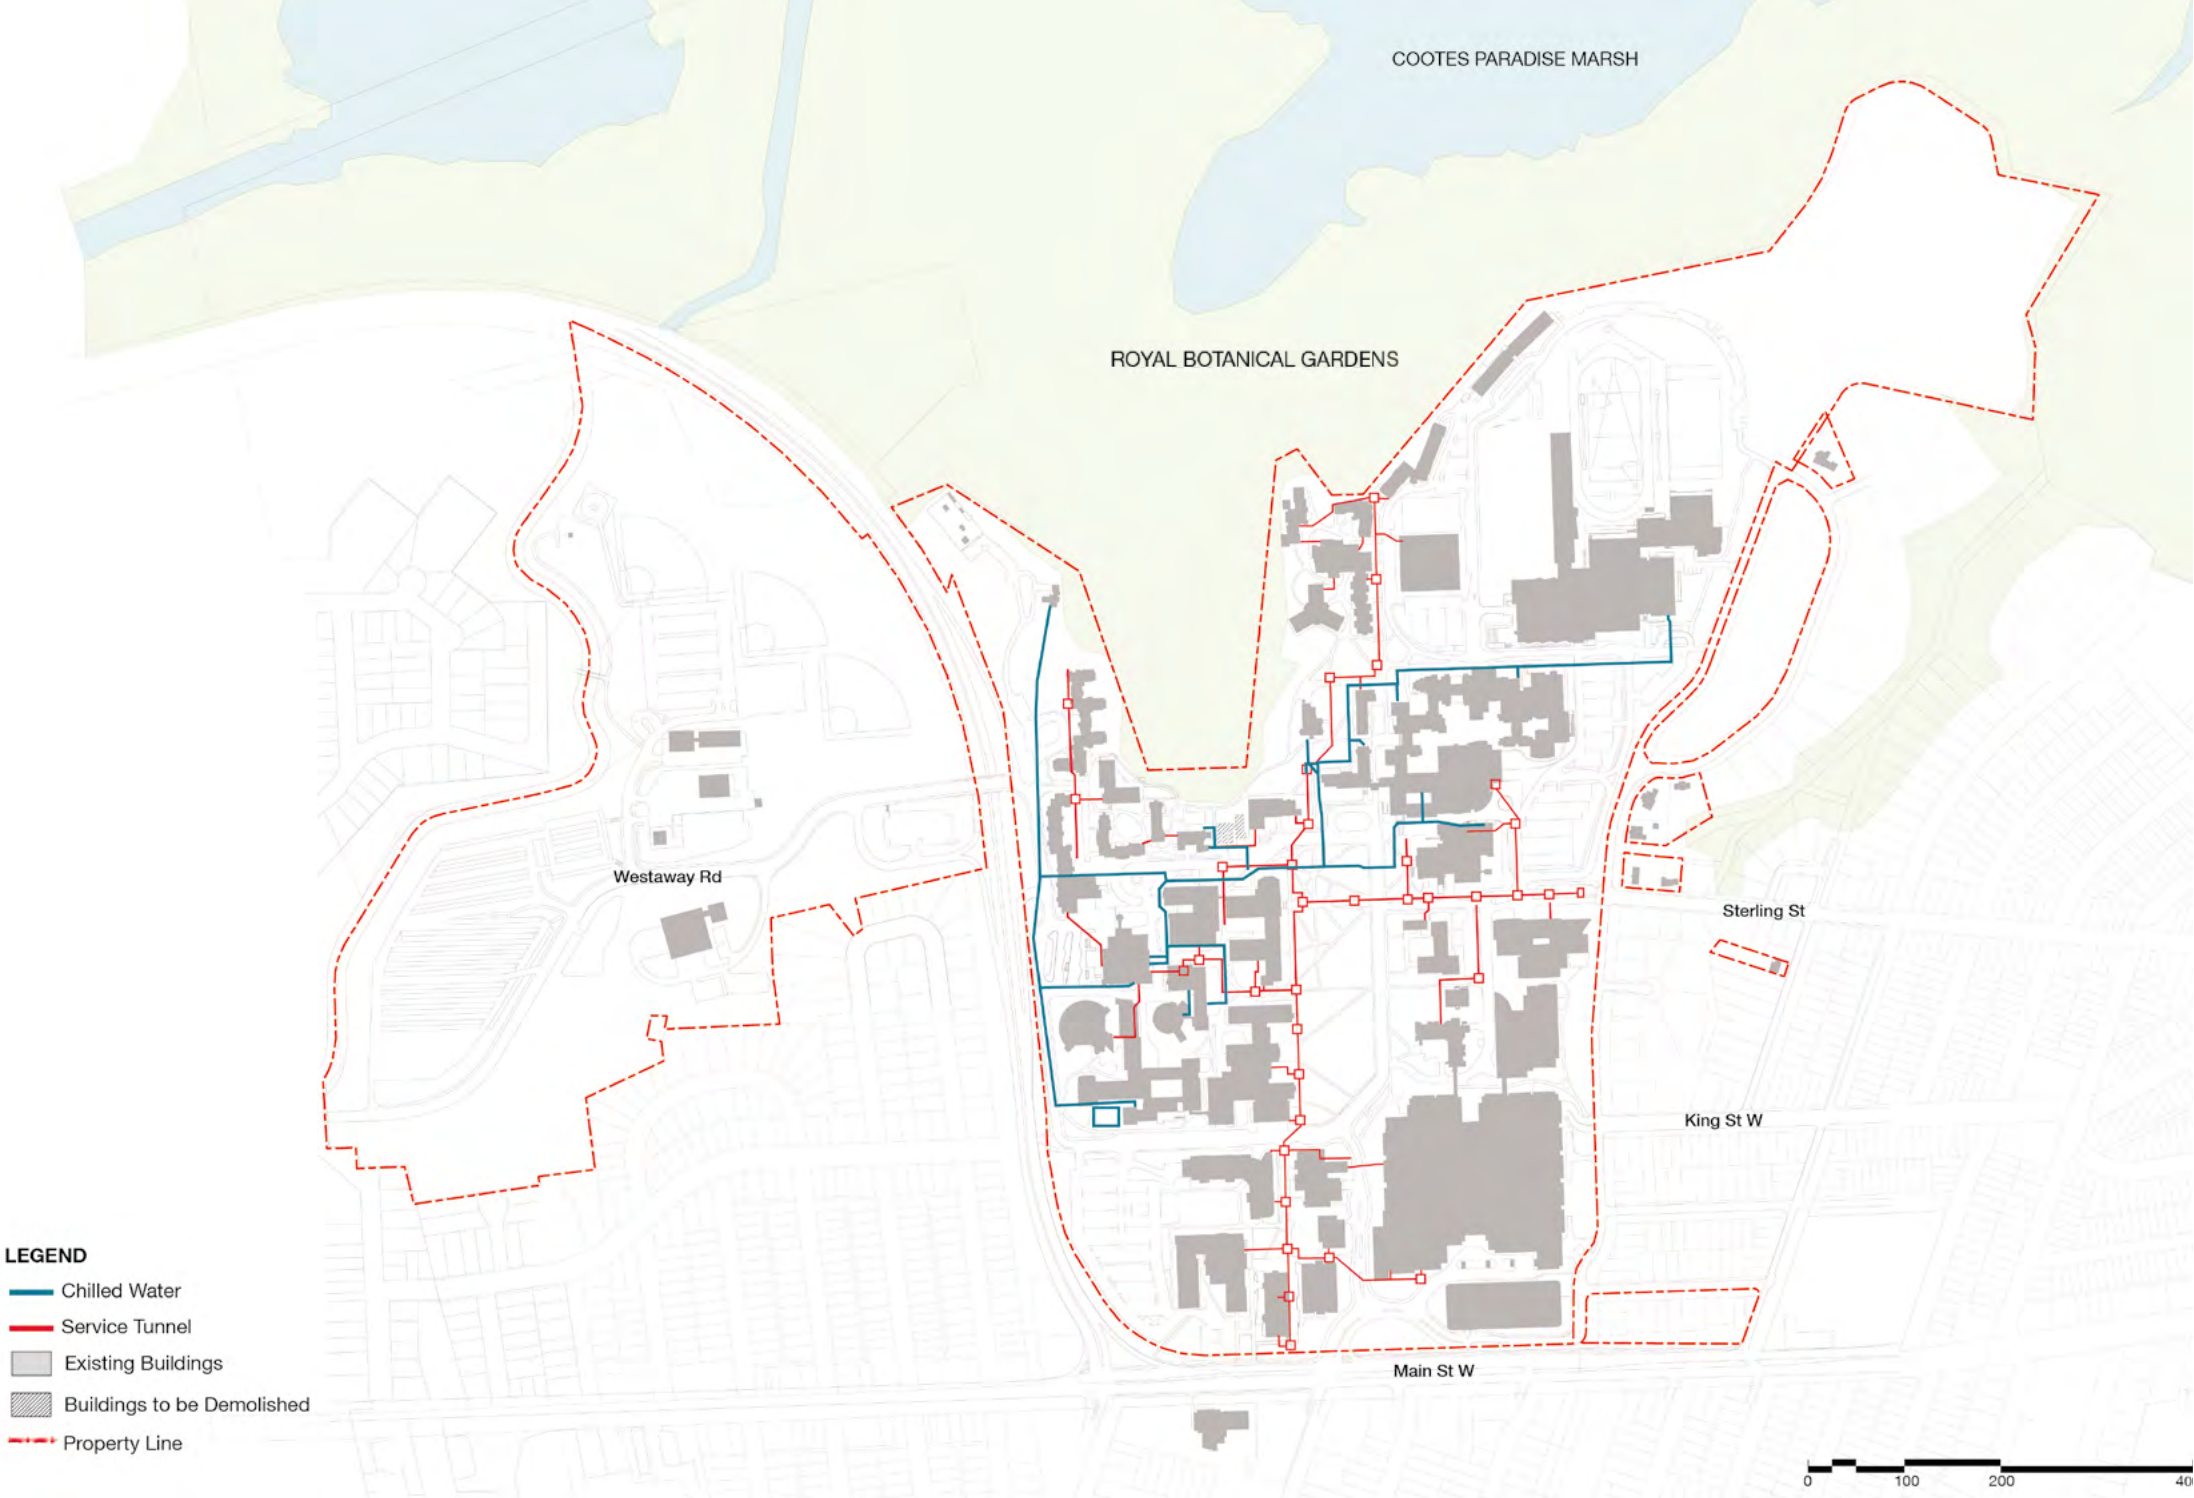 COOTES PARADISE MARSH
ROYAL BOTANICAL GARDENS
Westaway Rd
Sterling St
King St W
Main St W
LEGEND
Chilled Water
Service Tunnel
Existing Buildings
Buildings to be Demolished
Property Line
0 100 200